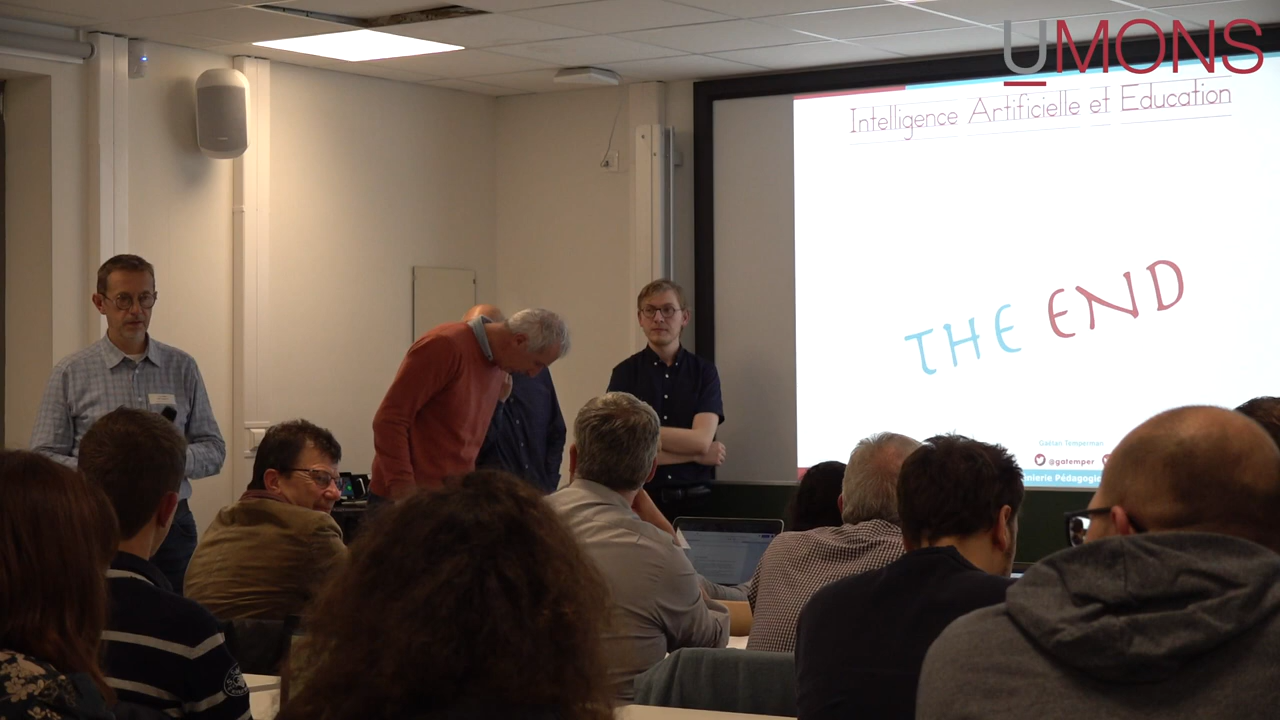 UMONS
Intelligence Artificielle et Education
THE END
Gaëtan Temperman
@gatemper